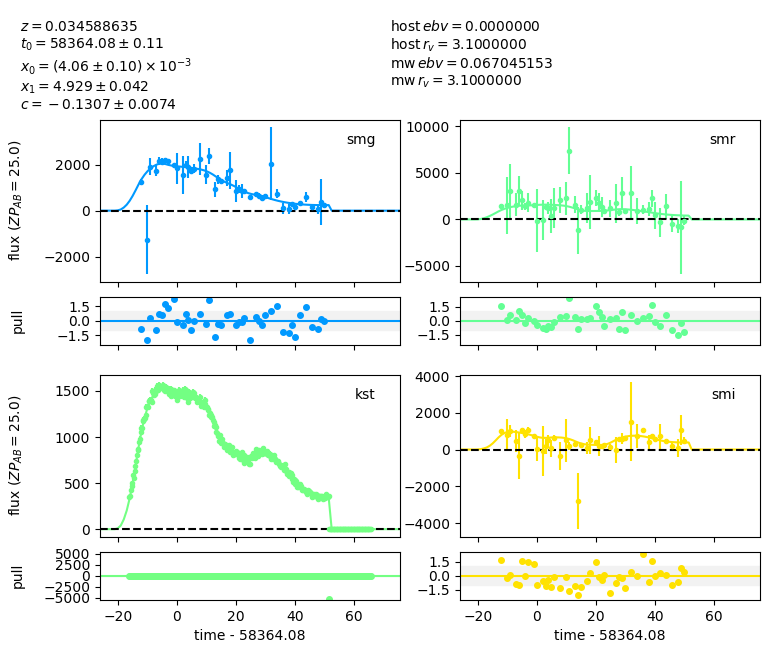 z = 0.034588635
t₀ = 58364.08 ± 0.11
x₀ = (4.06 ± 0.10) × 10⁻³
x₁ = 4.929 ± 0.042
c = −0.1307 ± 0.0074
host ebv = 0.0000000
host r_v = 3.1000000
mw ebv = 0.067045153
mw r_v = 3.1000000
flux (ZP_AB = 25.0)
2000
0
−2000
smg
10000
5000
0
−5000
smr
pull
1.5
0.0
−1.5
1.5
0.0
−1.5
flux (ZP_AB = 25.0)
1500
1000
500
0
kst
4000
2000
0
−2000
−4000
smi
pull
5000
2500
0
−2500
−5000
1.5
0.0
−1.5
−20 0 20 40 60
−20 0 20 40 60
time - 58364.08
time - 58364.08